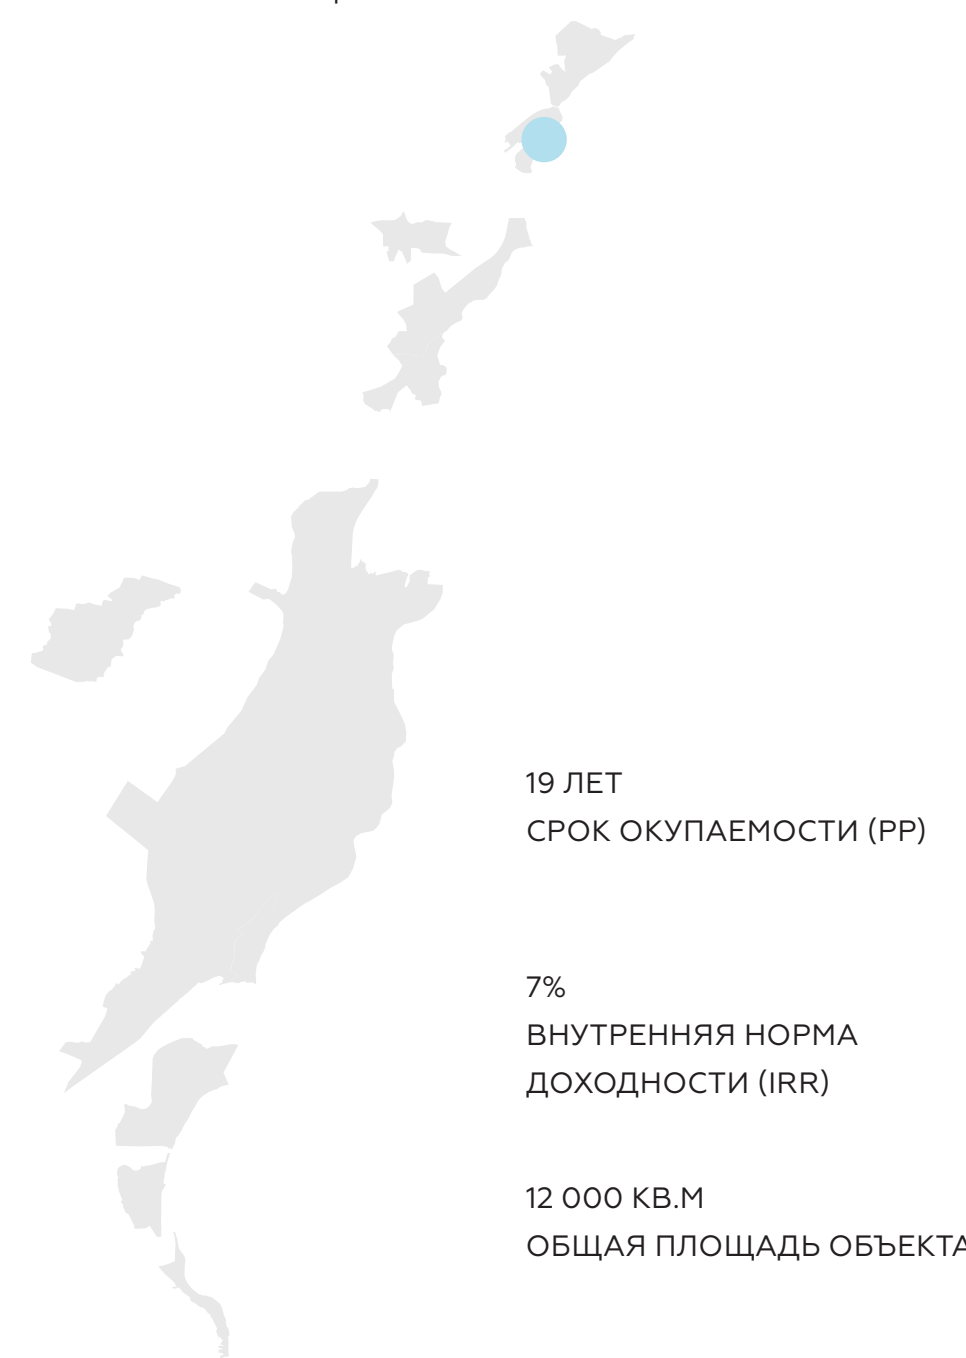 19 ЛЕТ
СРОК ОКУПАЕМОСТИ (PP)
7%
ВНУТРЕННЯЯ НОРМА
ДОХОДНОСТИ (IRR)
12 000 КВ.М
ОБЩАЯ ПЛОЩАДЬ ОБЪЕКТА